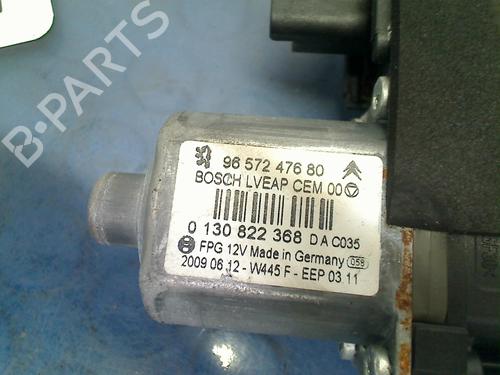 B-PARTS
96 572 476 80
BOSCH LVEAP CEM 00
0 130 822 368 D A C035
FPG 12V Made in Germany 058
2009 06 12 - W445 F - EEP 03 11